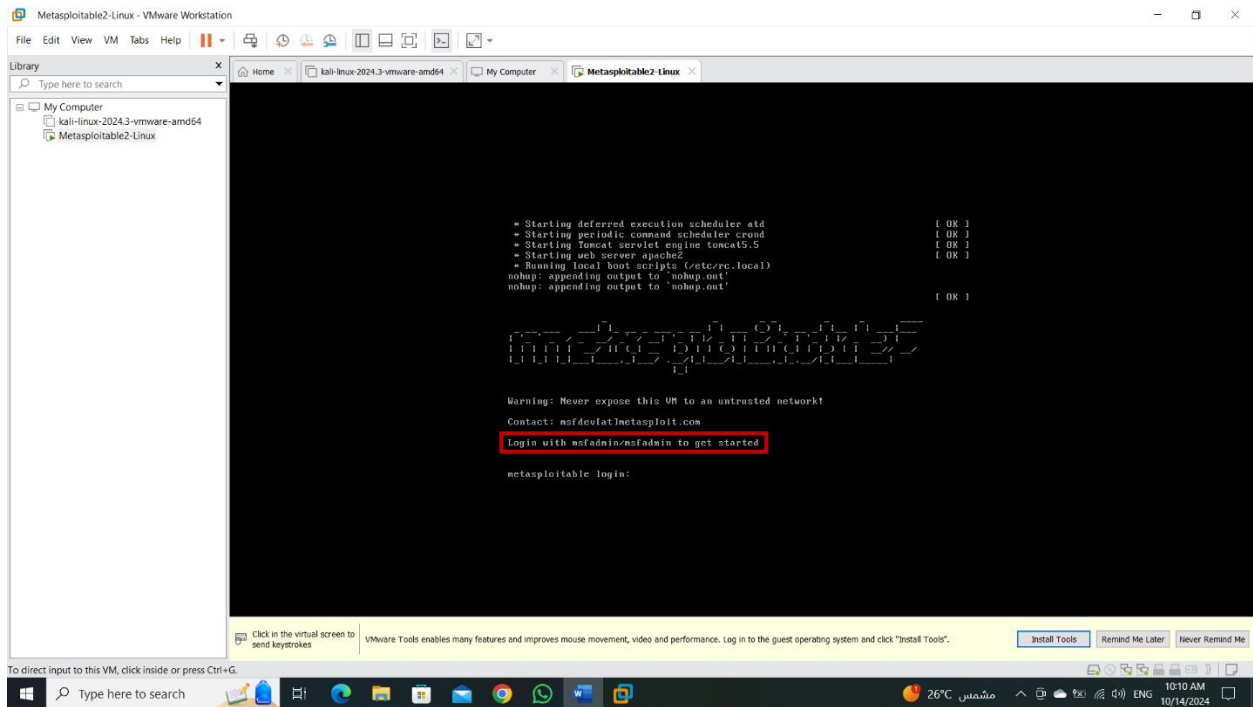 Metasploitable2-Linux - VMware Workstation
File Edit View VM Tabs Help
Library
Type here to search
My Computer
kali-linux-2024.3-vmware-amd64
Metasploitable2-Linux
Home kali-linux-2024.3-vmware-amd64 My Computer Metasploitable2-Linux
* Starting deferred execution scheduler atd [ OK ]
* Starting periodic command scheduler crond [ OK ]
* Starting Tomcat servlet engine tomcat5.5 [ OK ]
* Starting web server apache2 [ OK ]
* Running local boot scripts (/etc/rc.local)
nohup: appending output to `nohup.out'
nohup: appending output to `nohup.out'
[ OK ]
metasploitable2
Warning: Never expose this VM to an untrusted network!
Contact: msfdev[at]metasploit.com
Login with msfadmin/msfadmin to get started
metasploitable login:
Click in the virtual screen to
send keystrokes
VMware Tools enables many features and improves mouse movement, video and performance. Log in to the guest operating system and click "Install Tools".
Install Tools Remind Me Later Never Remind Me
To direct input to this VM, click inside or press Ctrl+G.
Type here to search
26°C مشمس
ENG
10:10 AM
10/14/2024